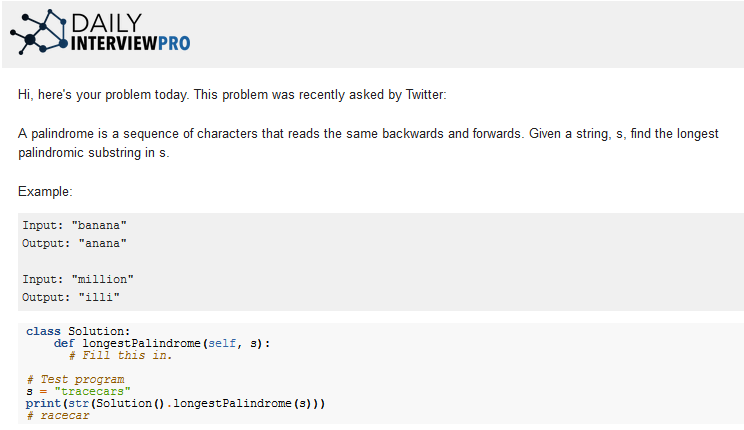 DAILY
INTERVIEWPRO
Hi, here's your problem today. This problem was recently asked by Twitter:
A palindrome is a sequence of characters that reads the same backwards and forwards. Given a string, s, find the longest
palindromic substring in s.
Example:
Input: "banana"
Output: "anana"
Input: "million"
Output: "illi"
class Solution:
    def longestPalindrome(self, s):
      # Fill this in.
# Test program
s = "tracecars"
print(str(Solution().longestPalindrome(s)))
# racecar